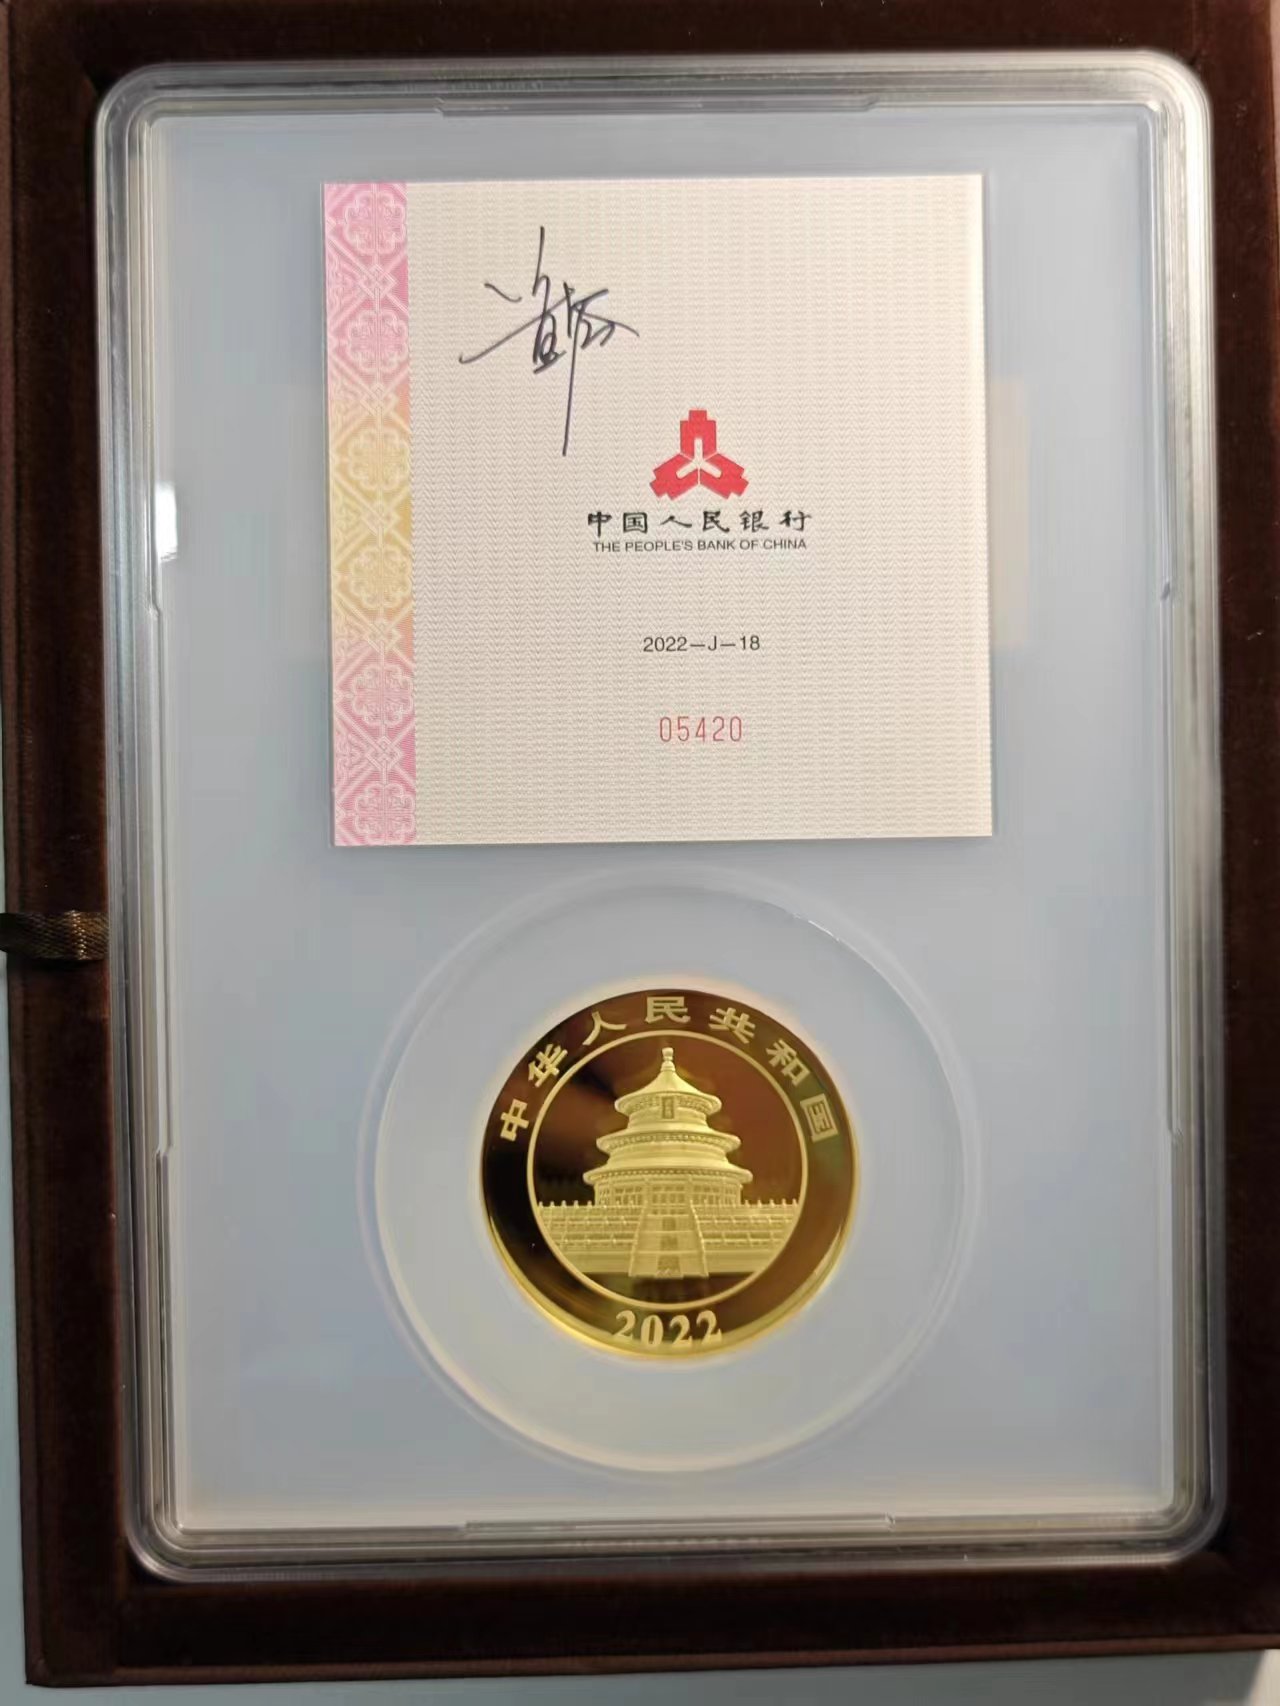 中国人民银行
THE PEOPLE'S BANK OF CHINA
2022—J—18
05420
中华人民共和国
2022